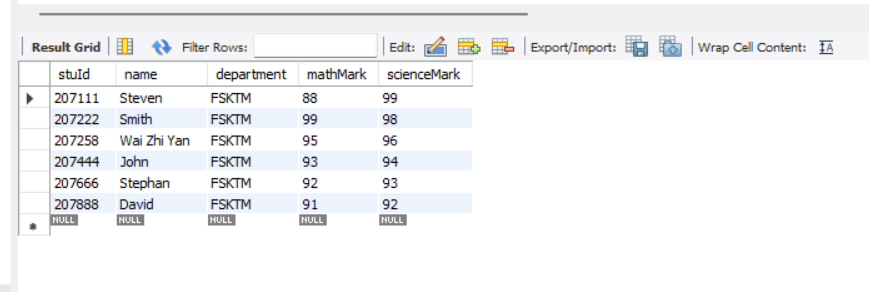 Result Grid Filter Rows: Edit: Export/Import: Wrap Cell Content: IA
stuId name department mathMark scienceMark
207111 Steven FSKTM 88 99
207222 Smith FSKTM 99 98
207258 Wai Zhi Yan FSKTM 95 96
207444 John FSKTM 93 94
207666 Stephan FSKTM 92 93
207888 David FSKTM 91 92
NULL NULL NULL NULL NULL